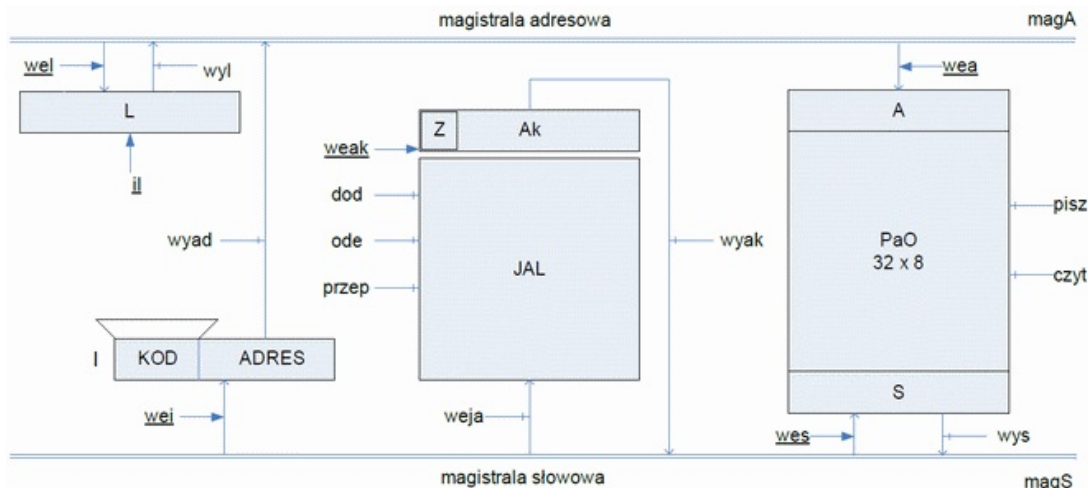 magistrala adresowa
magA
wel
wyl
wea
L
A
Z
Ak
weak
il
dod
pisz
wyad
ode
wyak
PaO
32 x 8
JAL
czyt
przep
I
KOD
ADRES
S
wei
weja
wes
wys
magistrala słowowa
magS